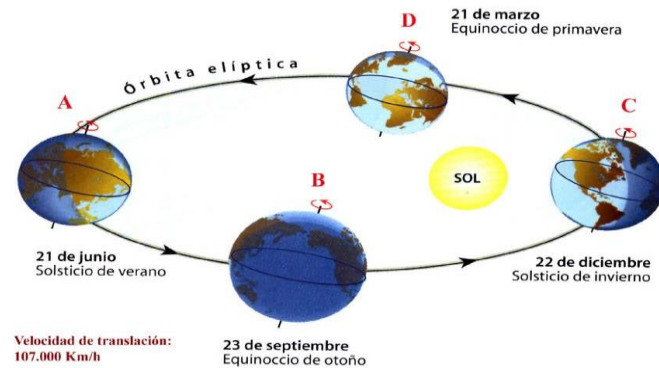 D
21 de marzo
Equinoccio de primavera
Órbita elíptica
A
C
B
SOL
21 de junio
Solsticio de verano
22 de diciembre
Solsticio de invierno
23 de septiembre
Equinoccio de otoño
Velocidad de translación:
107.000 Km/h